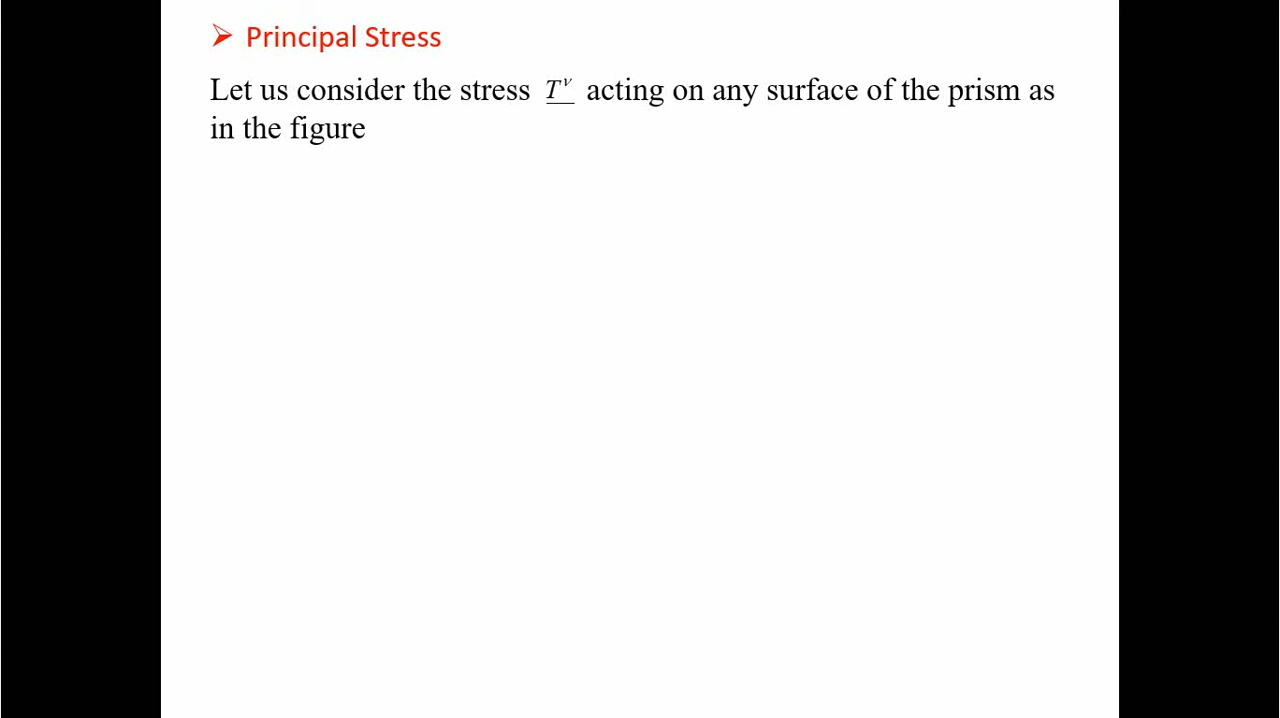 ➢ Principal Stress
Let us consider the stress T^ν acting on any surface of the prism as
in the figure